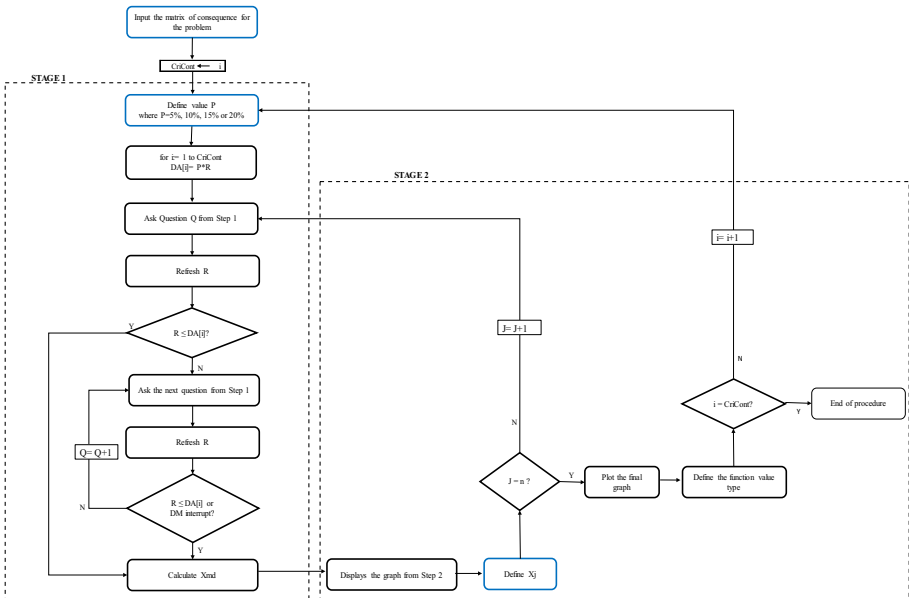 Input the matrix of consequence for
the problem
CriCont ← i
STAGE 1
Define value P
where P=5%, 10%, 15% or 20%
for i= 1 to CriCont
DA[i]= P*R
STAGE 2
Ask Question Q from Step 1
i= i+1
Refresh R
R ≤ DA[i]?
Y
J= J+1
N
N
Ask the next question from Step 1
i = CriCont?
Y
End of procedure
N
Refresh R
Q= Q+1
J = n ?
Y
Plot the final
graph
Define the function value
type
R ≤ DA[i] or
DM interrupt?
N
Y
Calculate Xmd
Displays the graph from Step 2
Define Xj